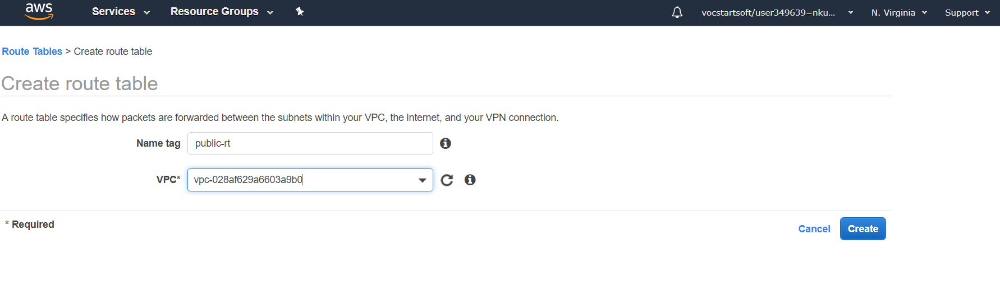 aws Services Resource Groups vocstartsoft/user349639=nku... N. Virginia Support
Route Tables > Create route table
Create route table
A route table specifies how packets are forwarded between the subnets within your VPC, the internet, and your VPN connection.
Name tag public-rt
VPC* vpc-028af629a6603a9b0
* Required Cancel Create